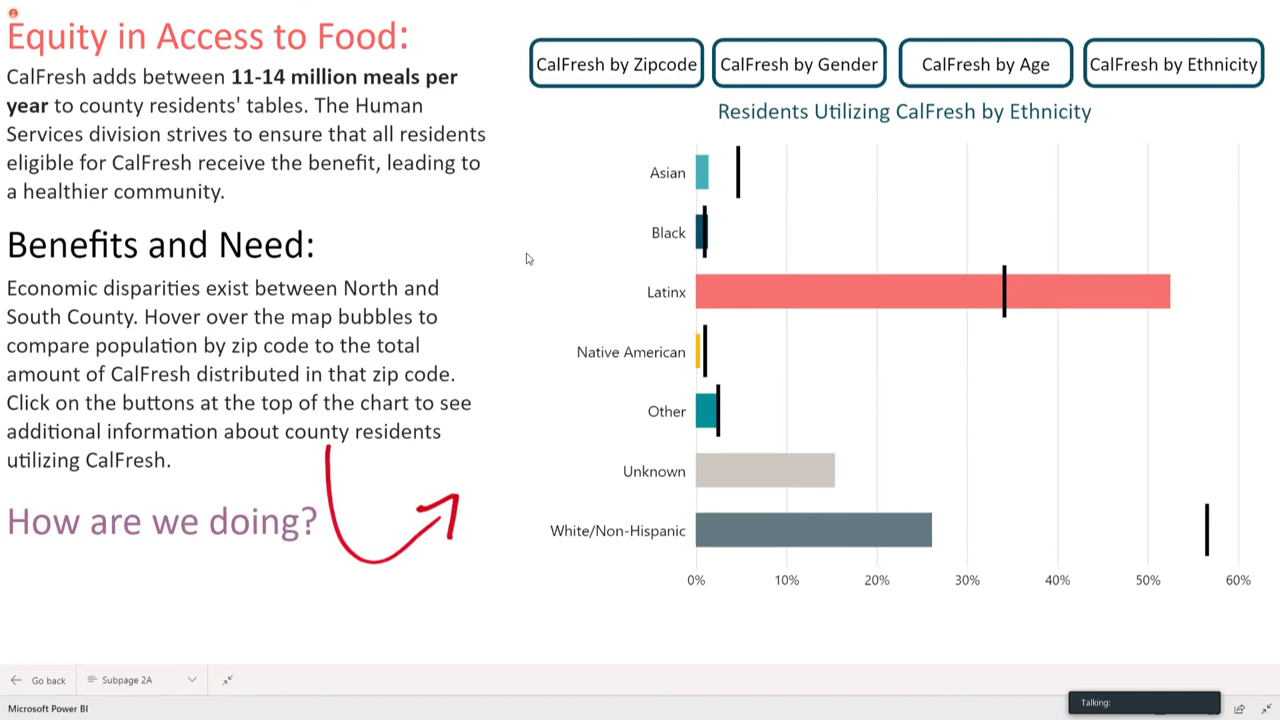 Equity in Access to Food:
CalFresh adds between 11-14 million meals per
year to county residents' tables. The Human
Services division strives to ensure that all residents
eligible for CalFresh receive the benefit, leading to
a healthier community.
Benefits and Need:
Economic disparities exist between North and
South County. Hover over the map bubbles to
compare population by zip code to the total
amount of CalFresh distributed in that zip code.
Click on the buttons at the top of the chart to see
additional information about county residents
utilizing CalFresh.
How are we doing?
CalFresh by Zipcode
CalFresh by Gender
CalFresh by Age
CalFresh by Ethnicity
Residents Utilizing CalFresh by Ethnicity
Asian
Black
Latinx
Native American
Other
Unknown
White/Non-Hispanic
0% 10% 20% 30% 40% 50% 60%
Go back
Subpage 2A
Microsoft Power BI
Talking: